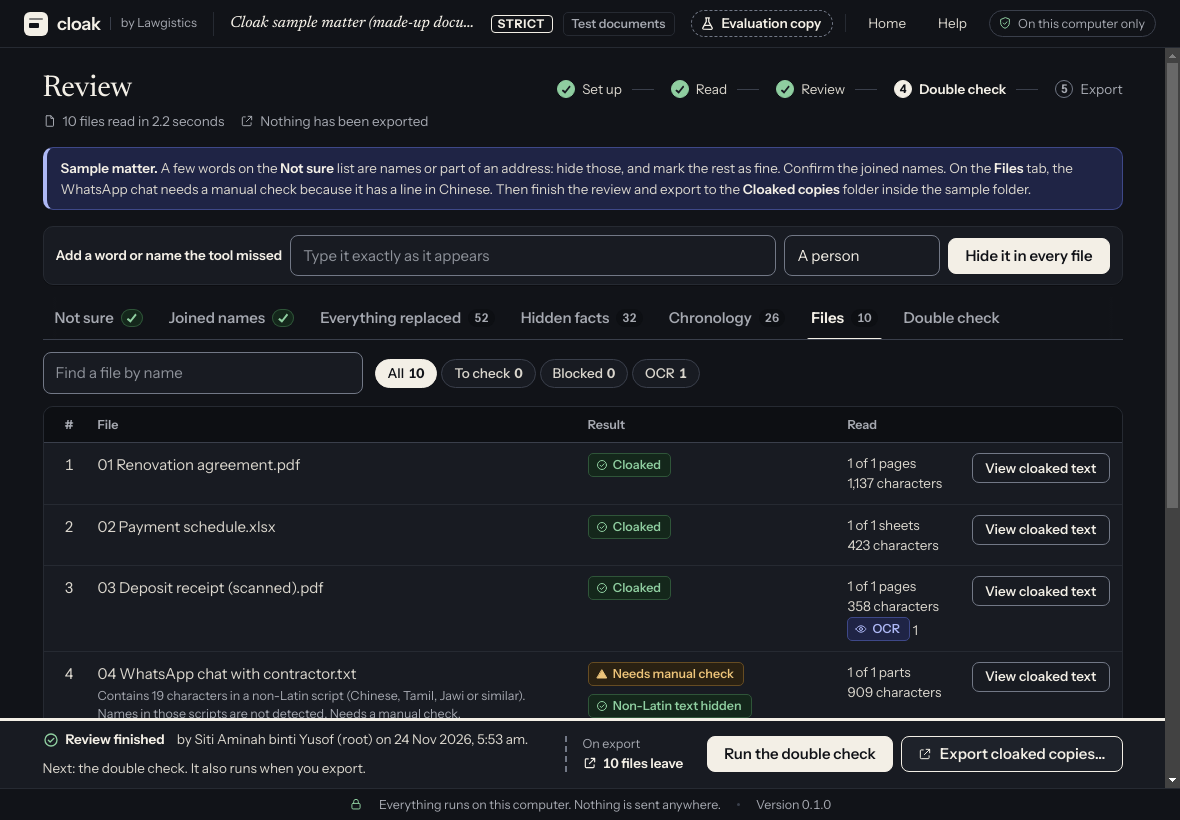 cloak by Lawgistics Cloak sample matter (made-up docu... STRICT Test documents Evaluation copy Home Help On this computer only
Review
Set up Read Review 4 Double check 5 Export
10 files read in 2.2 seconds Nothing has been exported
Sample matter. A few words on the Not sure list are names or part of an address: hide those, and mark the rest as fine. Confirm the joined names. On the Files tab, the
WhatsApp chat needs a manual check because it has a line in Chinese. Then finish the review and export to the Cloaked copies folder inside the sample folder.
Add a word or name the tool missed Type it exactly as it appears A person Hide it in every file
Not sure Joined names Everything replaced 52 Hidden facts 32 Chronology 26 Files 10 Double check
Find a file by name All 10 To check 0 Blocked 0 OCR 1
# File Result Read
1 01 Renovation agreement.pdf Cloaked 1 of 1 pages View cloaked text
1,137 characters
2 02 Payment schedule.xlsx Cloaked 1 of 1 sheets View cloaked text
423 characters
3 03 Deposit receipt (scanned).pdf Cloaked 1 of 1 pages View cloaked text
358 characters
OCR 1
4 04 WhatsApp chat with contractor.txt Needs manual check 1 of 1 parts View cloaked text
Contains 19 characters in a non-Latin script (Chinese, Tamil, Jawi or similar). 909 characters
Names in those scripts are not detected. Needs a manual check. Non-Latin text hidden
Review finished by Siti Aminah binti Yusof (root) on 24 Nov 2026, 5:53 am. On export Run the double check Export cloaked copies...
Next: the double check. It also runs when you export. 10 files leave
Everything runs on this computer. Nothing is sent anywhere. • Version 0.1.0